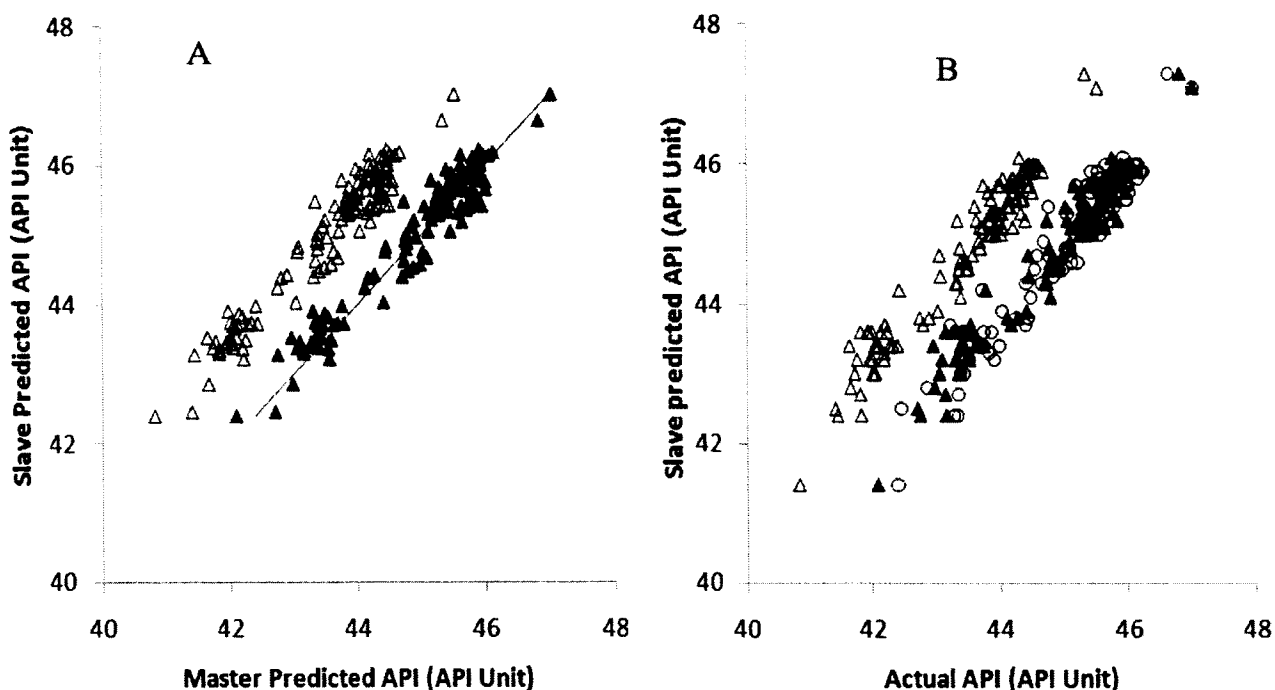 A
48
46
44
42
40
40 42 44 46 48
Slave Predicted API (API Unit)
Master Predicted API (API Unit)
B
48
46
44
42
40
40 42 44 46 48
Slave predicted API (API Unit)
Actual API (API Unit)